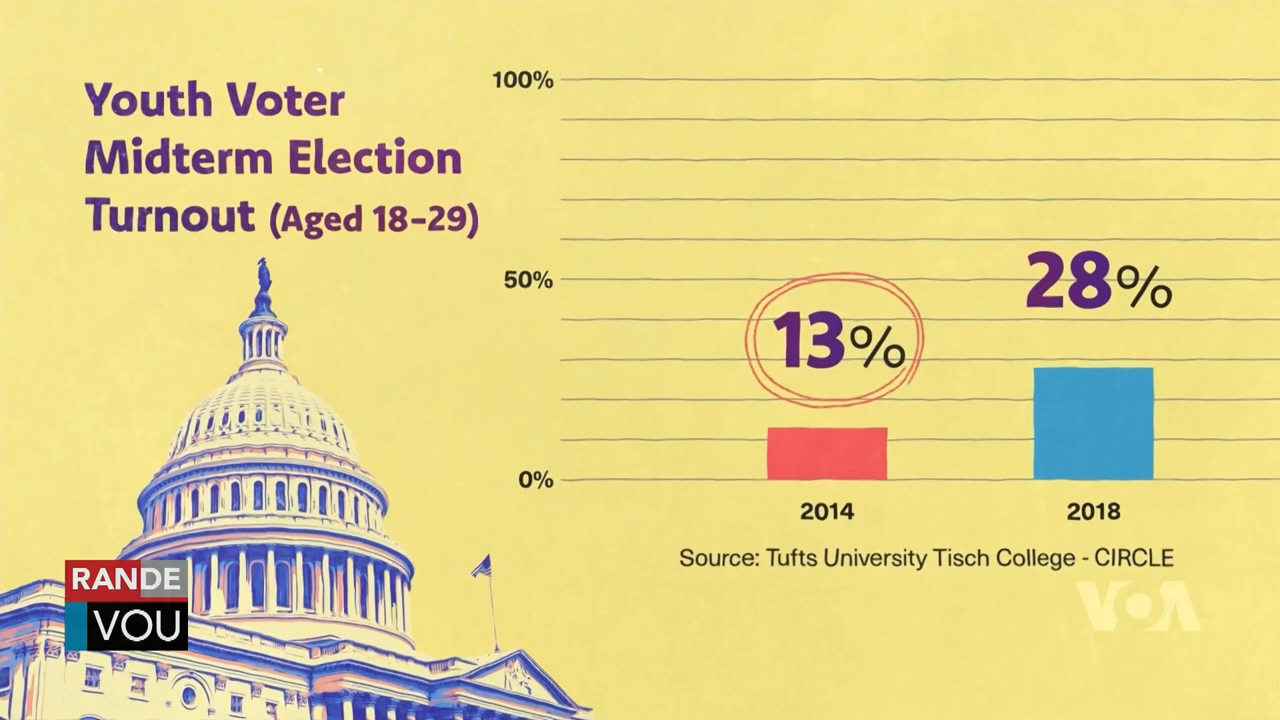 Youth Voter
Midterm Election
Turnout (Aged 18-29)
100%
50%
0%
13%
28%
2014
2018
Source: Tufts University Tisch College - CIRCLE
RANDE
VOU
VOA